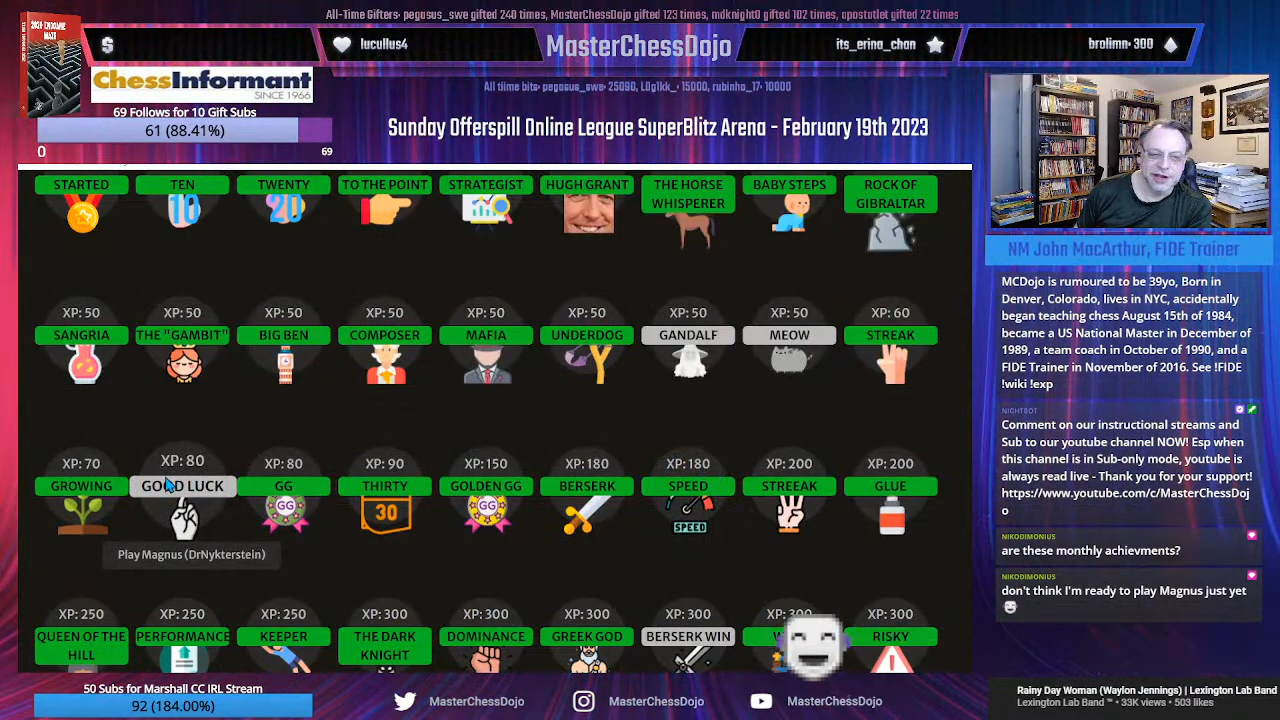 All-Time Gifters• pegasus_swe gifted 240 times, MasterChessDojo gifted 123 times, mdknight0 gifted 102 times, apostatlet gifted 22 times
2021 ENDGAME
$
lucullus4
MasterChessDojo
its_erina_chan
brolimn• 300
ChessInformant
SINCE 1966
All tiime bits• pegasus_swe• 25090, L0g1kk_• 15000, rubinho_17• 10000
69 Follows for 10 Gift Subs
61 (88.41%)
0
69
Sunday Offerspill Online League SuperBlitz Arena - February 19th 2023
STARTED
TEN
TWENTY
TO THE POINT
STRATEGIST
HUGH GRANT
THE HORSE
WHISPERER
BABY STEPS
ROCK OF
GIBRALTAR
10
20
XP: 50
XP: 50
XP: 50
XP: 50
XP: 50
XP: 50
XP: 50
XP: 50
XP: 60
SANGRIA
THE "GAMBIT"
BIG BEN
COMPOSER
MAFIA
UNDERDOG
GANDALF
MEOW
STREAK
XP: 70
XP: 80
XP: 80
XP: 90
XP: 150
XP: 180
XP: 180
XP: 200
XP: 200
GROWING
GOOD LUCK
GG
THIRTY
GOLDEN GG
BERSERK
SPEED
STREEAK
GLUE
GG
30
GG
SPEED
Play Magnus (DrNykterstein)
XP: 250
XP: 250
XP: 250
XP: 300
XP: 300
XP: 300
XP: 300
XP: 300
XP: 300
QUEEN OF THE
HILL
PERFORMANCE
KEEPER
THE DARK
KNIGHT
DOMINANCE
GREEK GOD
BERSERK WIN
RISKY
NM John MacArthur, FIDE Trainer
MCDojo is rumoured to be 39yo, Born in
Denver, Colorado, lives in NYC, accidentally
began teaching chess August 15th of 1984,
became a US National Master in December of
1989, a team coach in October of 1990, and a
FIDE Trainer in November of 2016. See !FIDE
!wiki !exp
NIGHTBOT
Comment on our instructional streams and
Sub to our youtube channel NOW! Esp when
this channel is in Sub-only mode, youtube is
always read live - Thank you for your support!
https://www.youtube.com/c/MasterChessDoj
o
NIKODIMONIUS
are these monthly achievments?
NIKODIMONIUS
don't think I'm ready to play Magnus just yet
50 Subs for Marshall CC IRL Stream
92 (184.00%)
MasterChessDojo
MasterChessDojo
MasterChessDojo
Rainy Day Woman (Waylon Jennings) | Lexington Lab Band
Lexington Lab Band ™ • 33K views • 503 likes